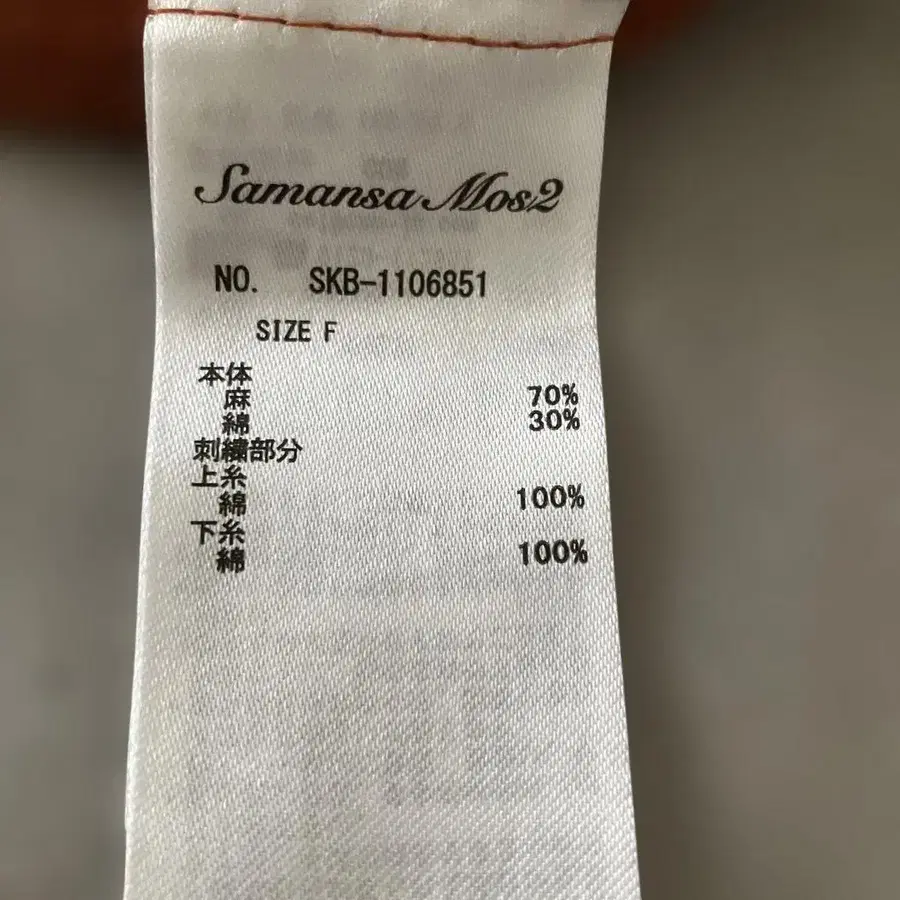 Samansa Mos2
NO. SKB-1106851
SIZE F
本体
麻 70%
綿 30%
刺繍部分
上糸
綿 100%
下糸
綿 100%